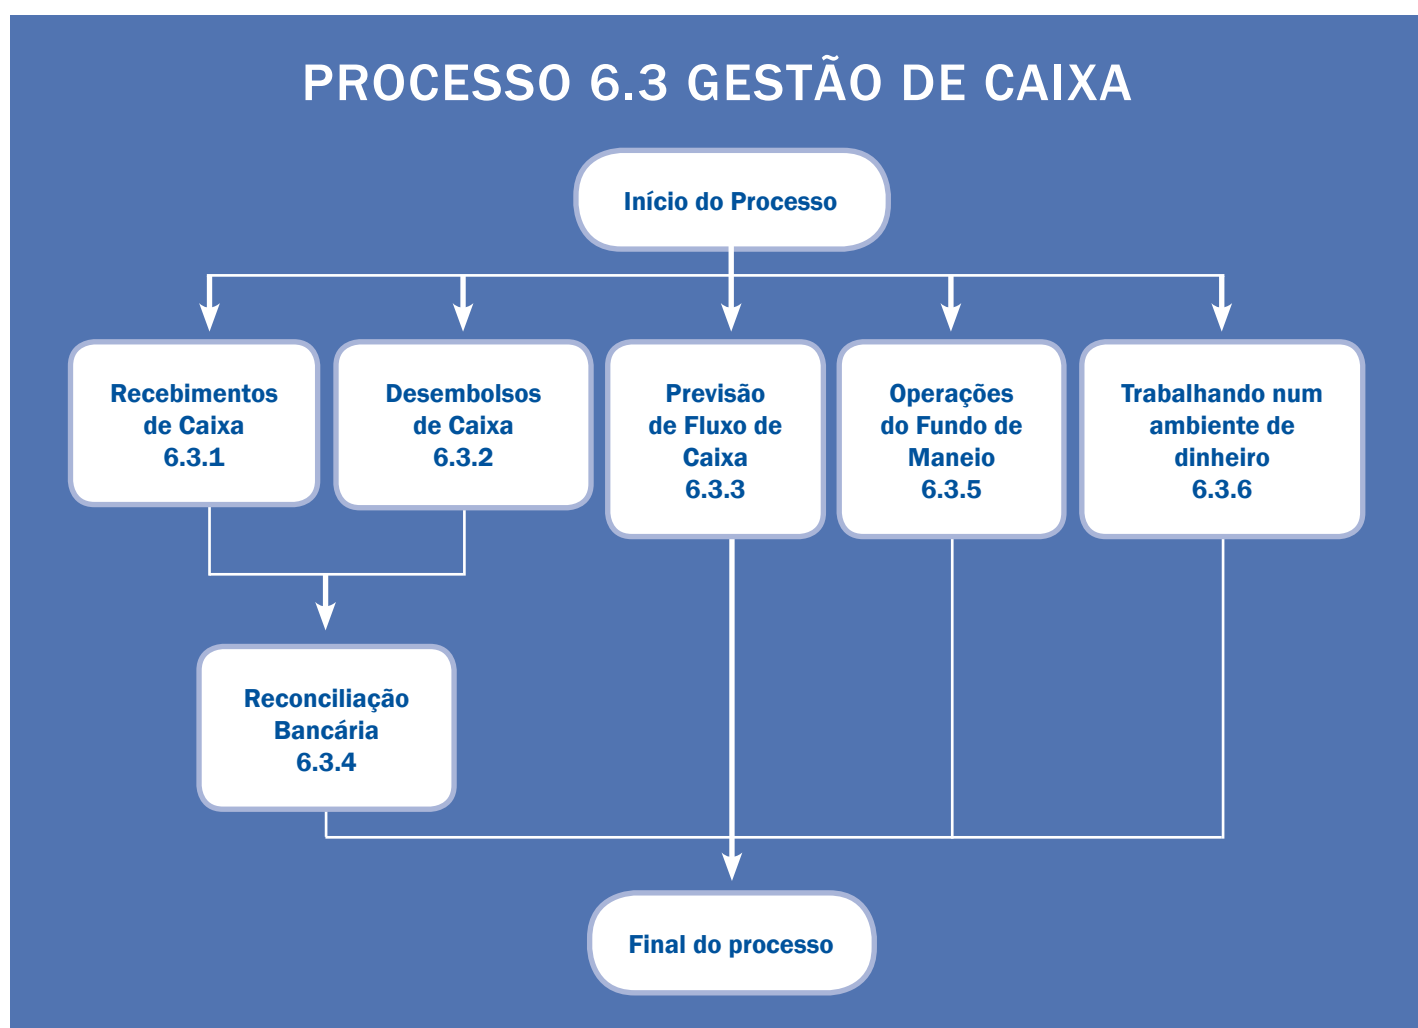 PROCESSO 6.3 GESTÃO DE CAIXA
Início do Processo
Recebimentos
de Caixa
6.3.1
Desembolsos
de Caixa
6.3.2
Previsão
de Fluxo de
Caixa
6.3.3
Operações
do Fundo de
Maneio
6.3.5
Trabalhando num
ambiente de
dinheiro
6.3.6
Reconciliação
Bancária
6.3.4
Final do processo